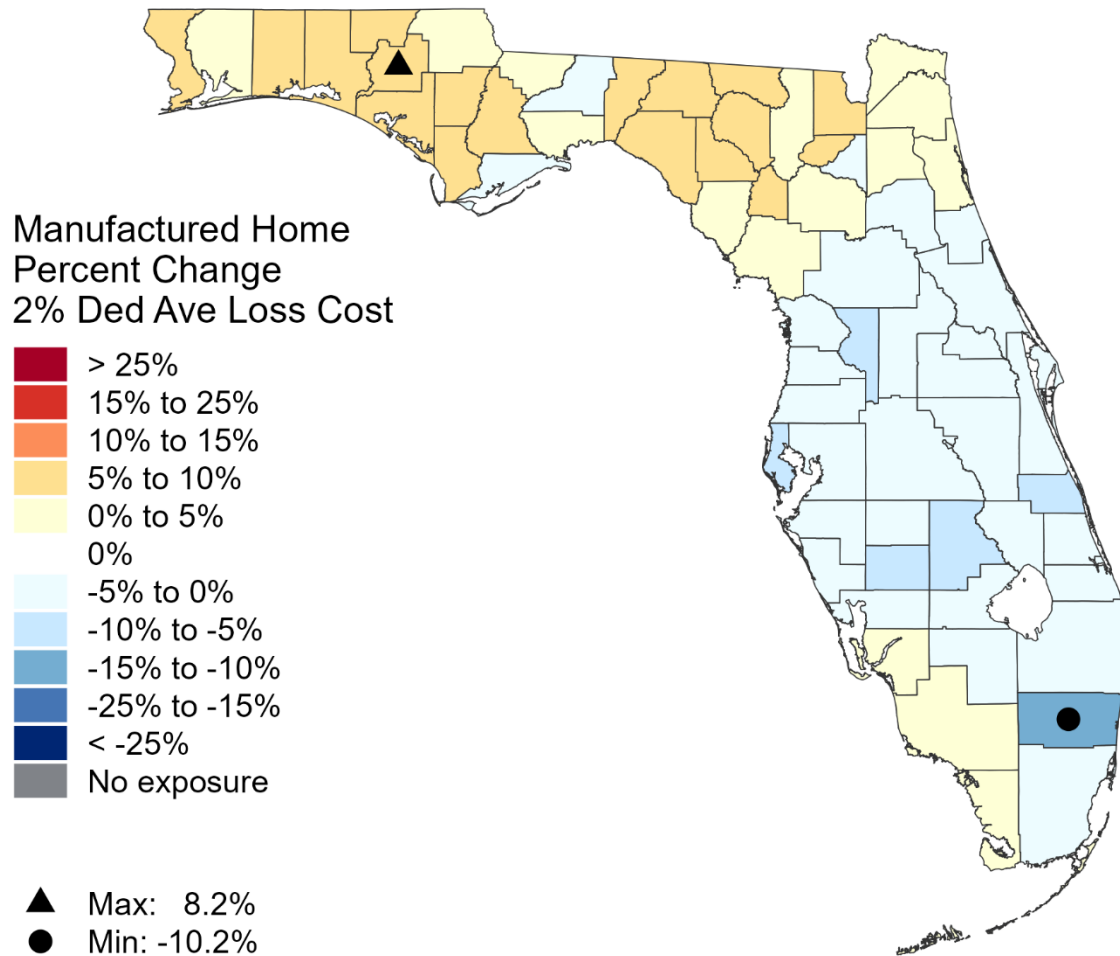 Manufactured Home
Percent Change
2% Ded Ave Loss Cost
> 25%
15% to 25%
10% to 15%
5% to 10%
0% to 5%
0%
-5% to 0%
-10% to -5%
-15% to -10%
-25% to -15%
< -25%
No exposure
Max: 8.2%
Min: -10.2%